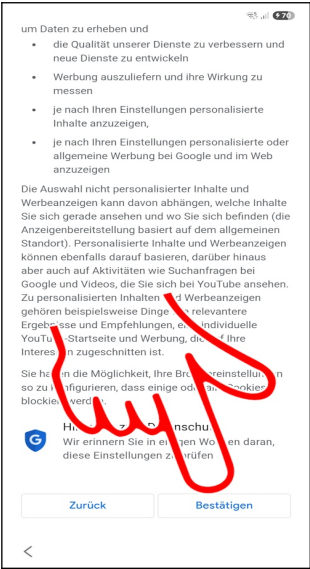 70
um Daten zu erheben und
• die Qualität unserer Dienste zu verbessern und
neue Dienste zu entwickeln
• Werbung auszuliefern und ihre Wirkung zu
messen
• je nach Ihren Einstellungen personalisierte
Inhalte anzuzeigen,
• je nach Ihren Einstellungen personalisierte oder
allgemeine Werbung bei Google und im Web
anzuzeigen
Die Auswahl nicht personalisierter Inhalte und
Werbeanzeigen kann davon abhängen, welche Inhalte
Sie sich gerade ansehen und wo Sie sich befinden (die
Anzeigenbereitstellung basiert auf dem allgemeinen
Standort). Personalisierte Inhalte und Werbeanzeigen
können ebenfalls darauf basieren, darüber hinaus
aber auch auf Aktivitäten wie Suchanfragen bei
Google und Videos, die Sie sich bei YouTube ansehen.
Zu personalisierten Inhalten und Werbeanzeigen
gehören beispielsweise Dinge wie relevantere
Ergebnisse und Empfehlungen, eine individuelle
YouTube-Startseite und Werbung, die auf Ihre
Interessen zugeschnitten ist.
Sie haben die Möglichkeit, Ihre Browsereinstellungen
so zu konfigurieren, dass einige oder alle Cookies
blockiert werden.
Datenschutz
Wir erinnern Sie in einigen Wochen daran,
diese Einstellungen zu prüfen
Zurück
Bestätigen